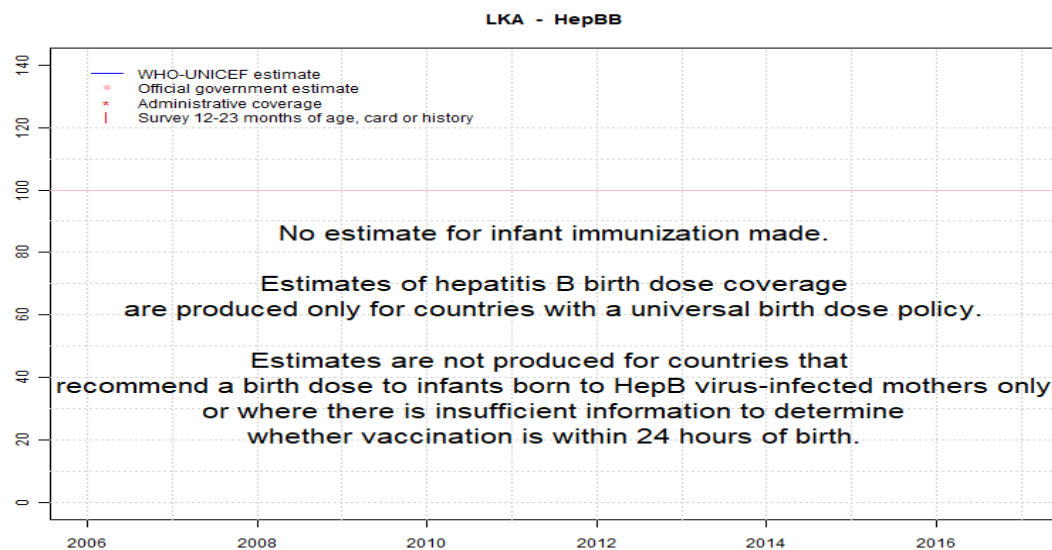 LKA - HepBB
WHO-UNICEF estimate
Official government estimate
Administrative coverage
Survey 12-23 months of age, card or history
140
120
100
80
60
40
20
0
No estimate for infant immunization made.
Estimates of hepatitis B birth dose coverage
are produced only for countries with a universal birth dose policy.
Estimates are not produced for countries that
recommend a birth dose to infants born to HepB virus-infected mothers only
or where there is insufficient information to determine
whether vaccination is within 24 hours of birth.
2006 2008 2010 2012 2014 2016